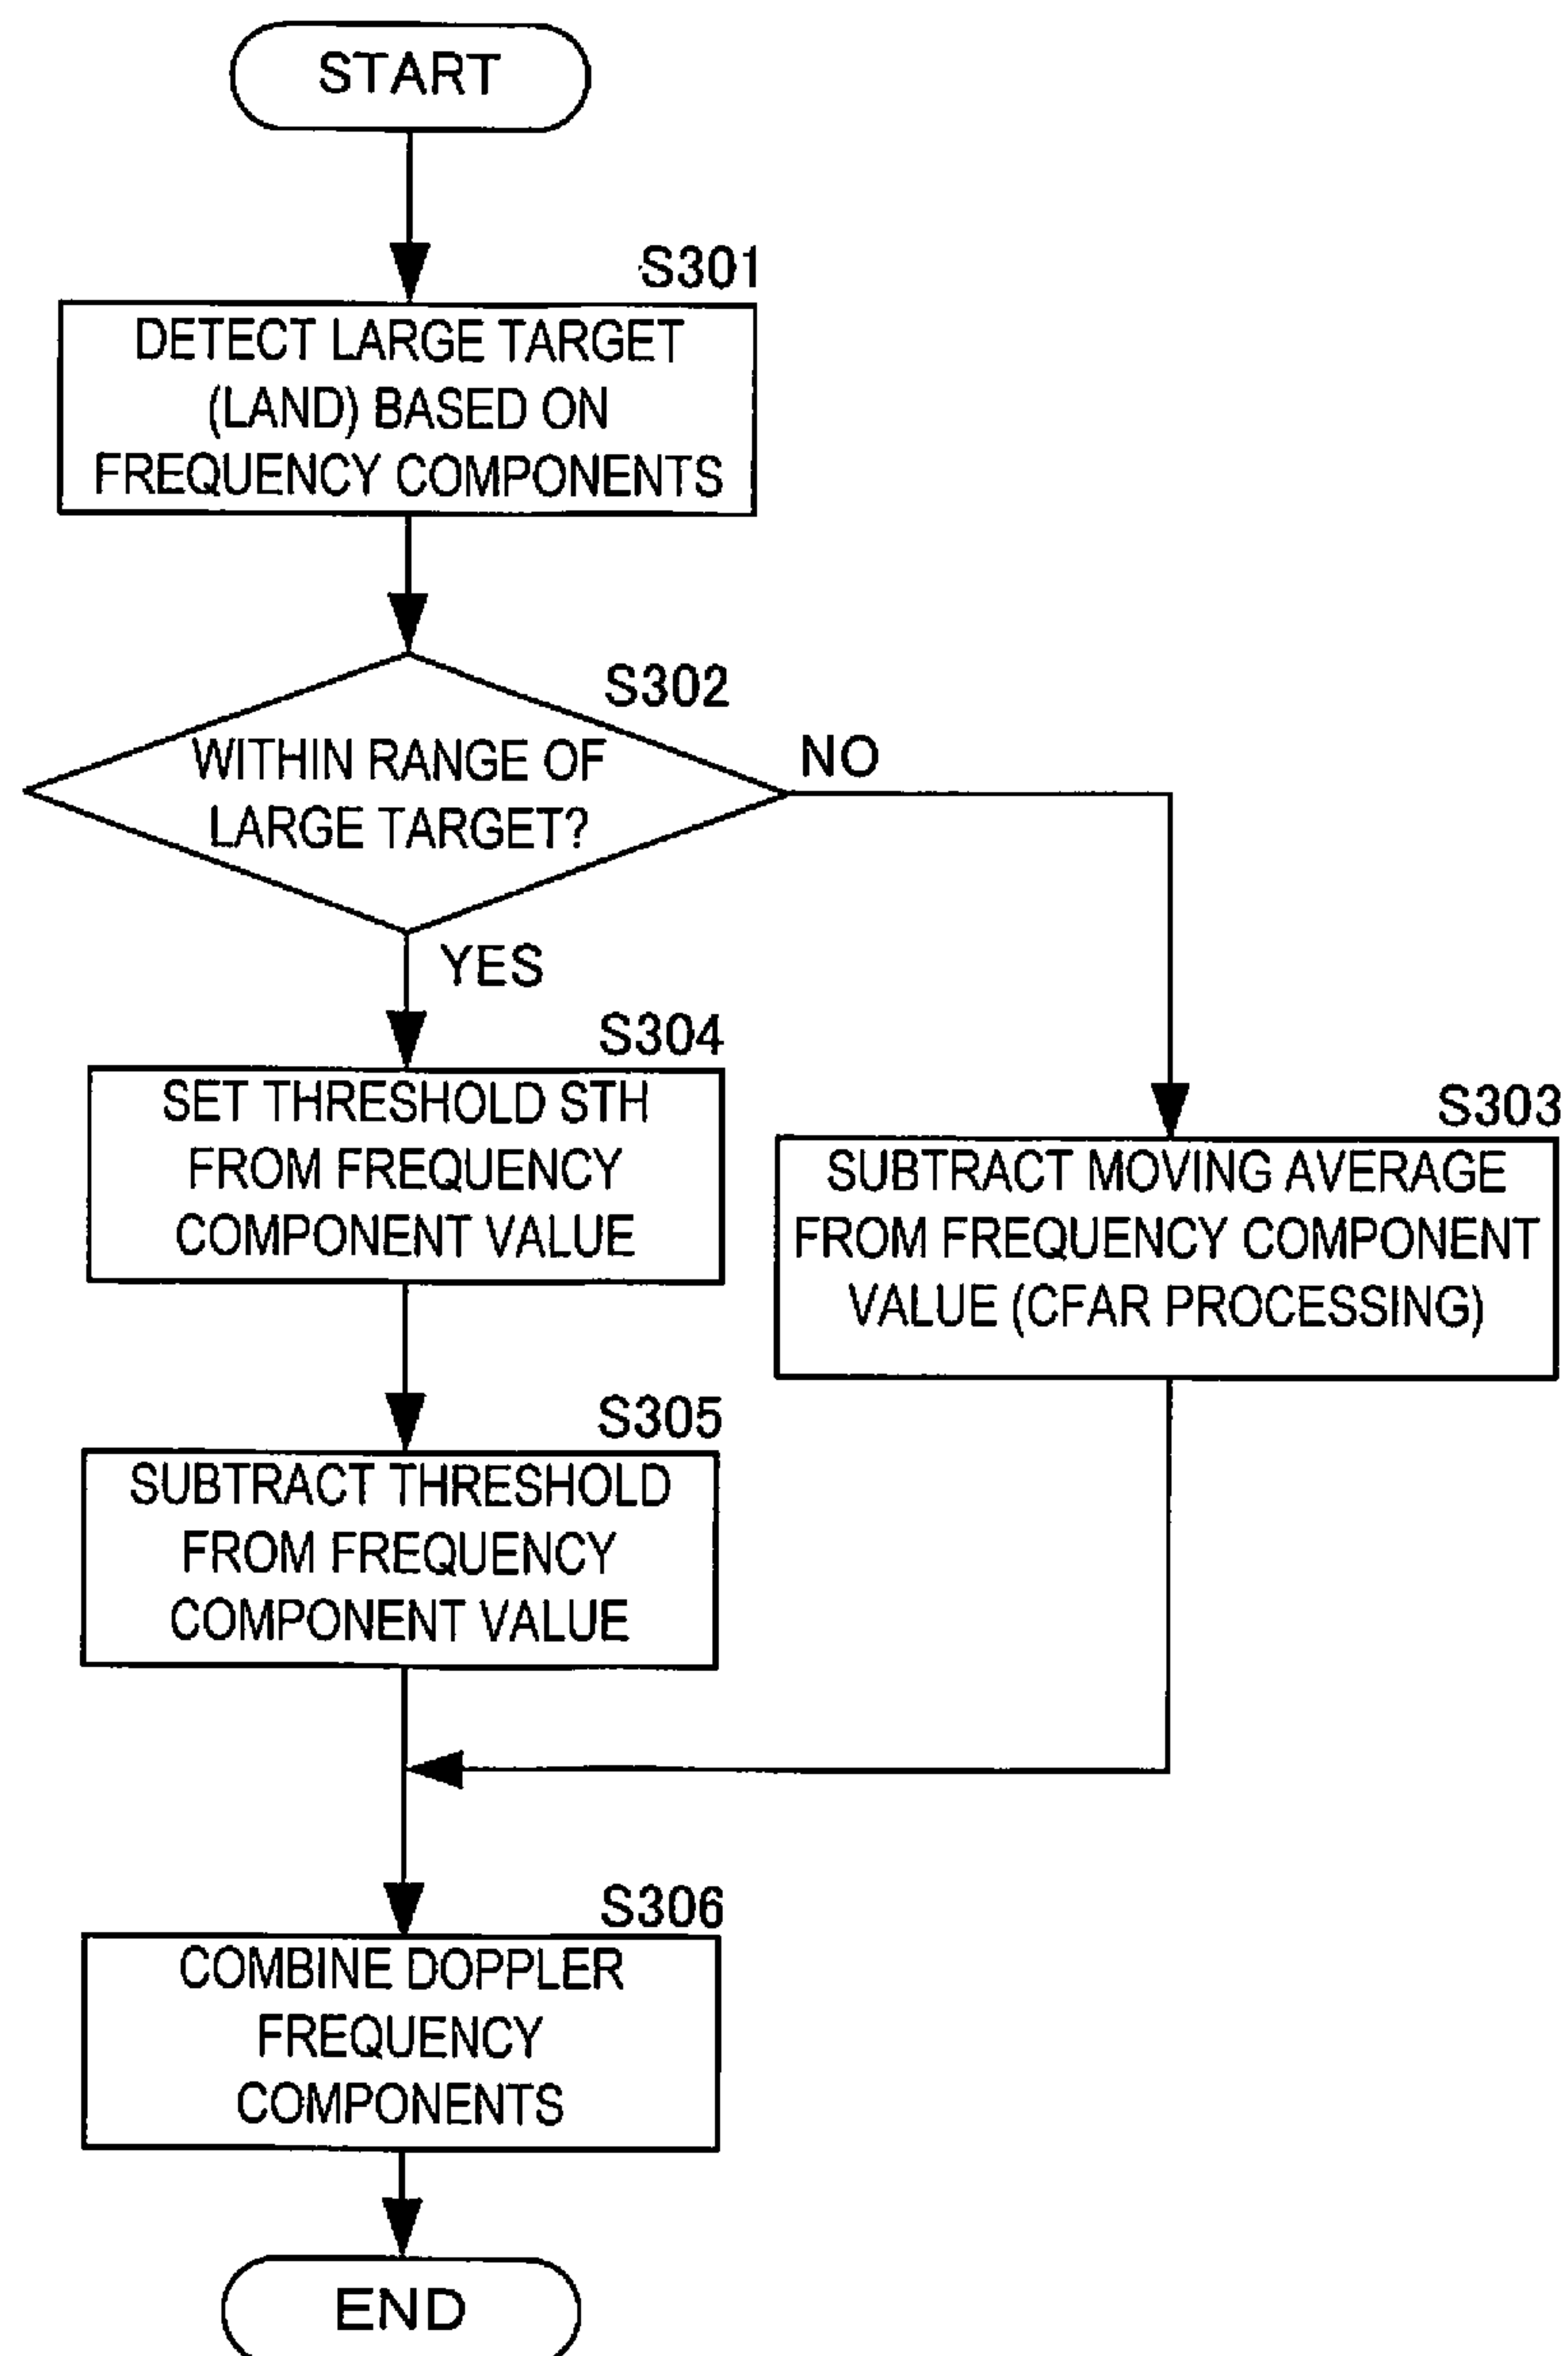 START
S301
DETECT LARGE TARGET
(LAND) BASED ON
FREQUENCY COMPONENTS
S302
WITHIN RANGE OF
LARGE TARGET?
NO
YES
S304
SET THRESHOLD STH
FROM FREQUENCY
COMPONENT VALUE
S303
SUBTRACT MOVING AVERAGE
FROM FREQUENCY COMPONENT
VALUE (CFAR PROCESSING)
S305
SUBTRACT THRESHOLD
FROM FREQUENCY
COMPONENT VALUE
S306
COMBINE DOPPLER
FREQUENCY
COMPONENTS
END